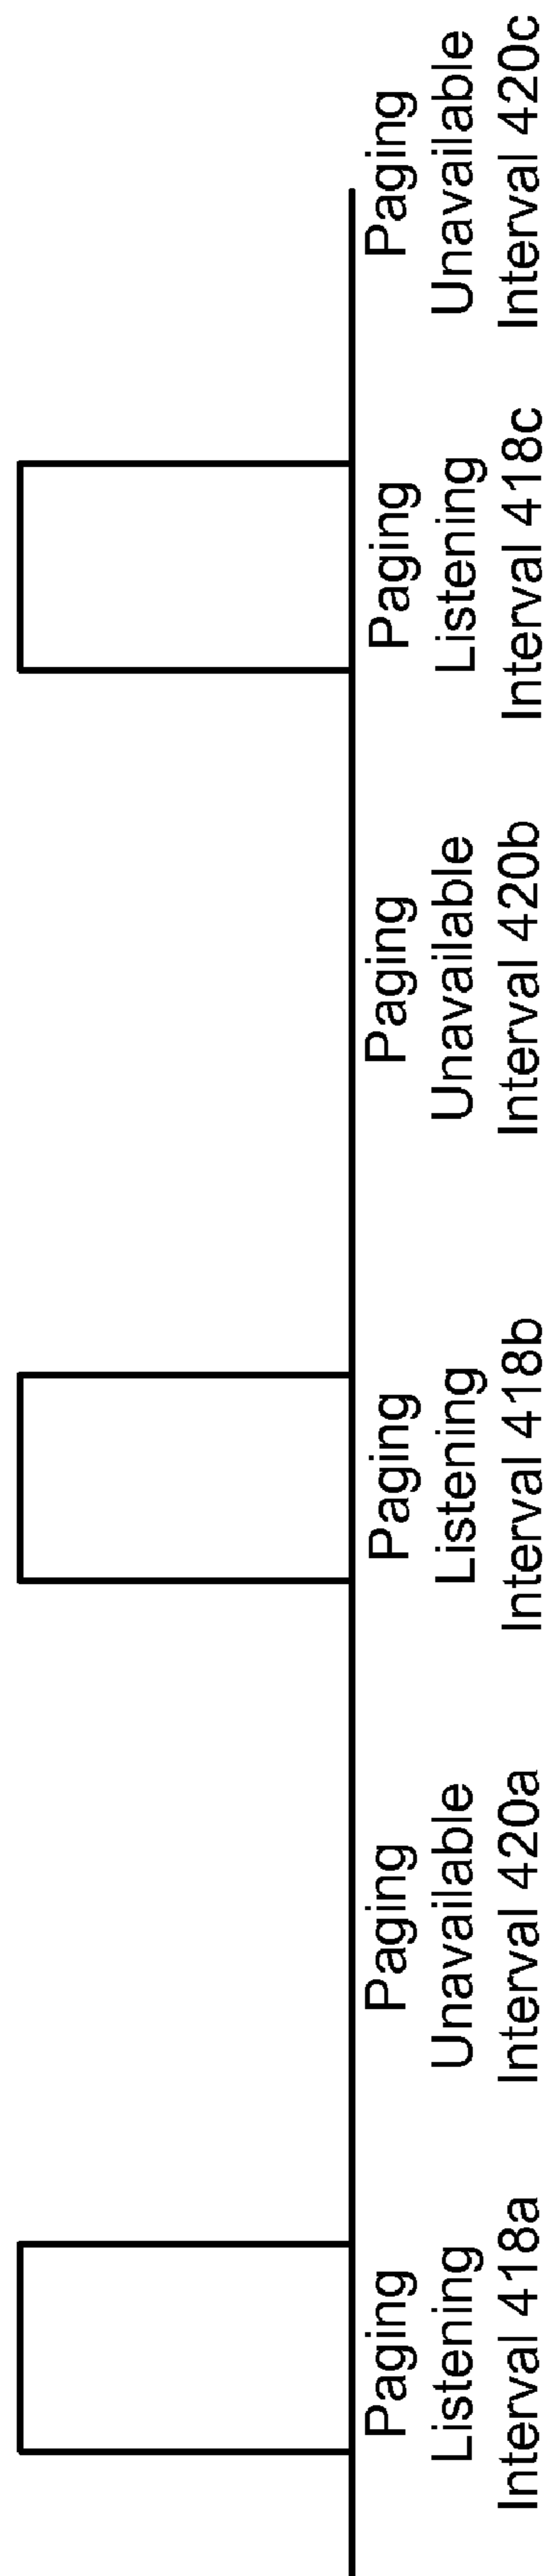 Paging
Listening
Interval 418a
Paging
Unavailable
Interval 420a
Paging
Listening
Interval 418b
Paging
Unavailable
Interval 420b
Paging
Listening
Interval 418c
Paging
Unavailable
Interval 420c